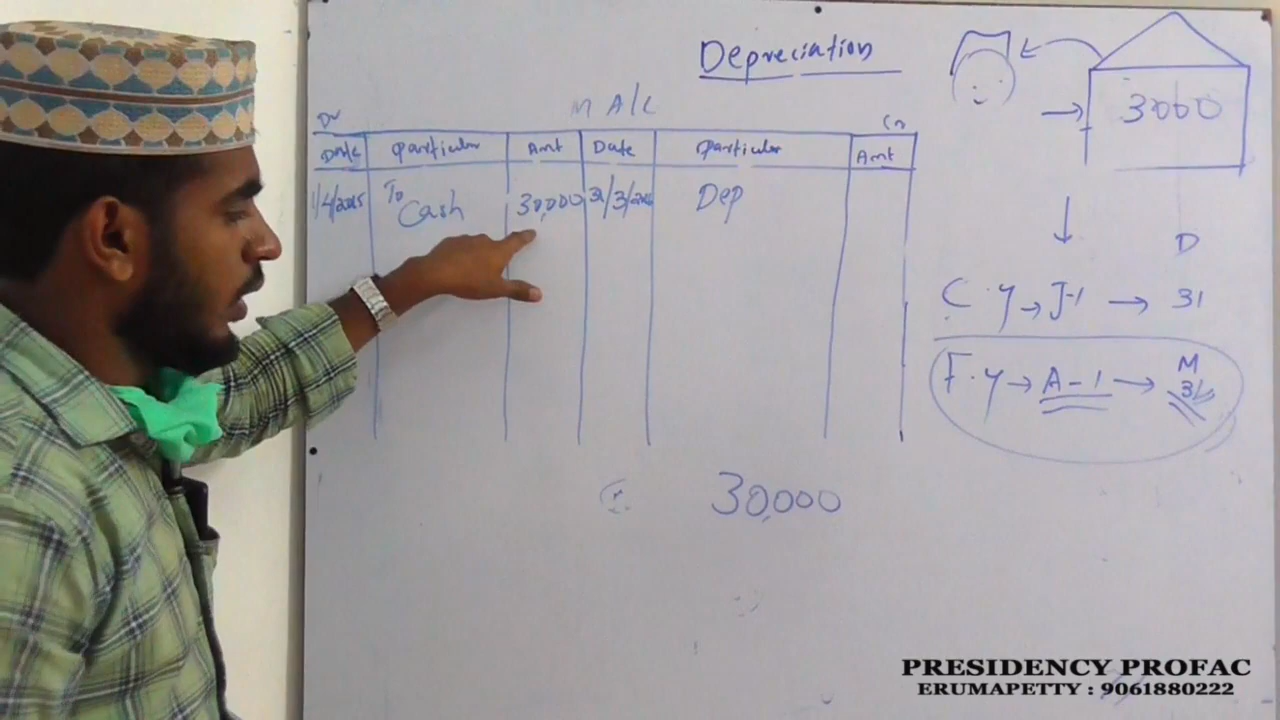 Depreciation
M A/C
Dr
Cr
Date Particular Amt Date Particular Amt
1/4/2015 To Cash 30,000 31/3/2016 Dep
30,000
3000
D
C.y → J-1 → 31
M
F.y → A-1 → 31
PRESIDENCY PROFAC
ERUMAPETTY : 9061880222